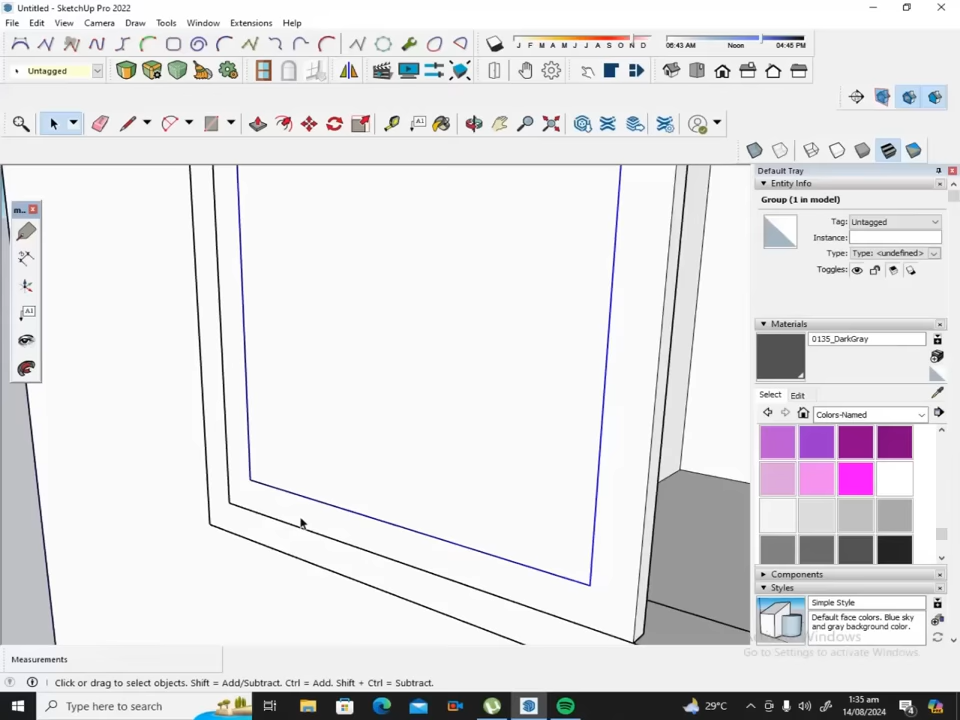 Untitled - SketchUp Pro 2022
File Edit View Camera Draw Tools Window Extensions Help
J F M A M J J A S O N D
06:43 AM Noon 04:45 PM
Untagged
m...
Default Tray
Entity Info
Group (1 in model)
Tag: Untagged
Instance:
Type: Type: <undefined>
Toggles:
Materials
0135_DarkGray
Select Edit
Colors-Named
Components
Styles
Simple Style
Default face colors. Blue sky
and gray background color.
Go to Settings to activate Windows.
Measurements
Click or drag to select objects. Shift = Add/Subtract. Ctrl = Add. Shift + Ctrl = Subtract.
Type here to search
29°C
1:35 am
14/08/2024
4